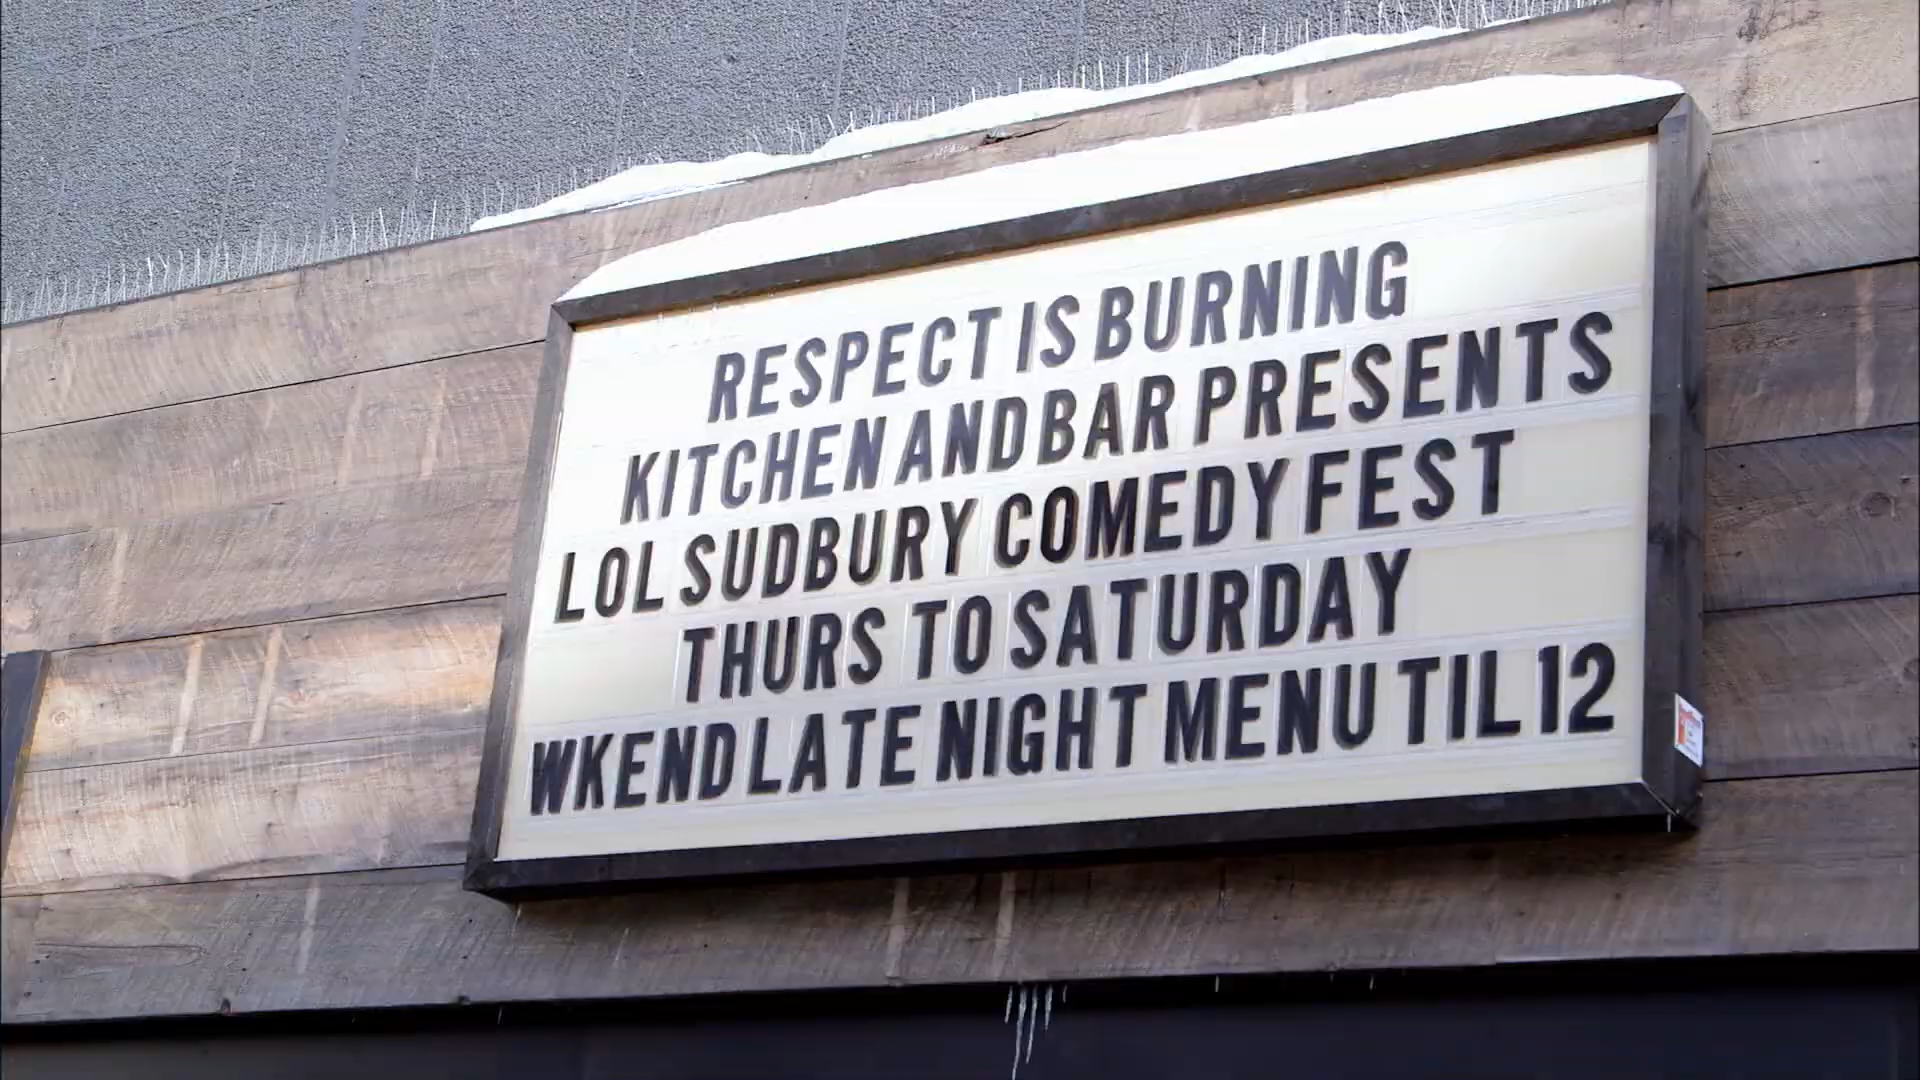 RESPECT IS BURNING
KITCHEN AND BAR PRESENTS
LOL SUDBURY COMEDY FEST
THURS TO SATURDAY
WKEND LATE NIGHT MENU TIL 12